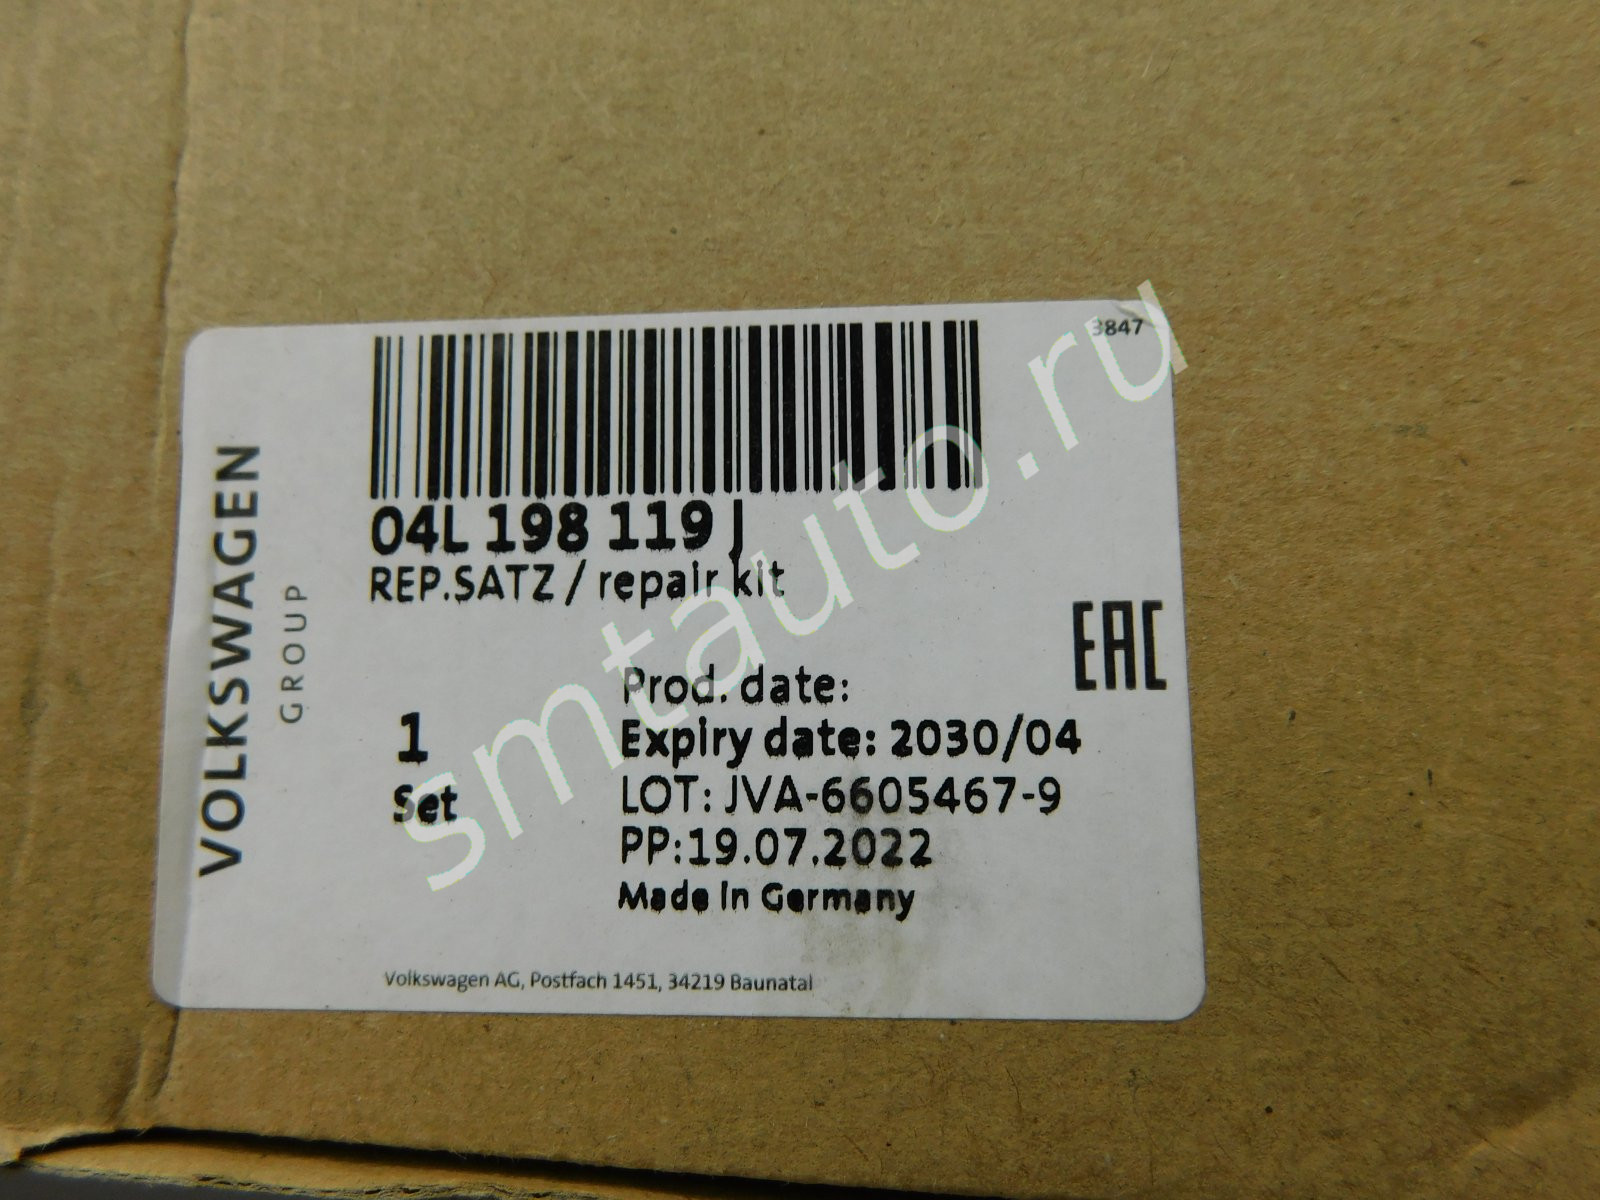 3847
VOLKSWAGEN
GROUP
04L 198 119 J
REP.SATZ / repair kit
EAC
Prod. date:
1
Set
Expiry date: 2030/04
LOT: JVA-6605467-9
PP:19.07.2022
Made in Germany
Volkswagen AG, Postfach 1451, 34219 Baunatal
smtauto.ru